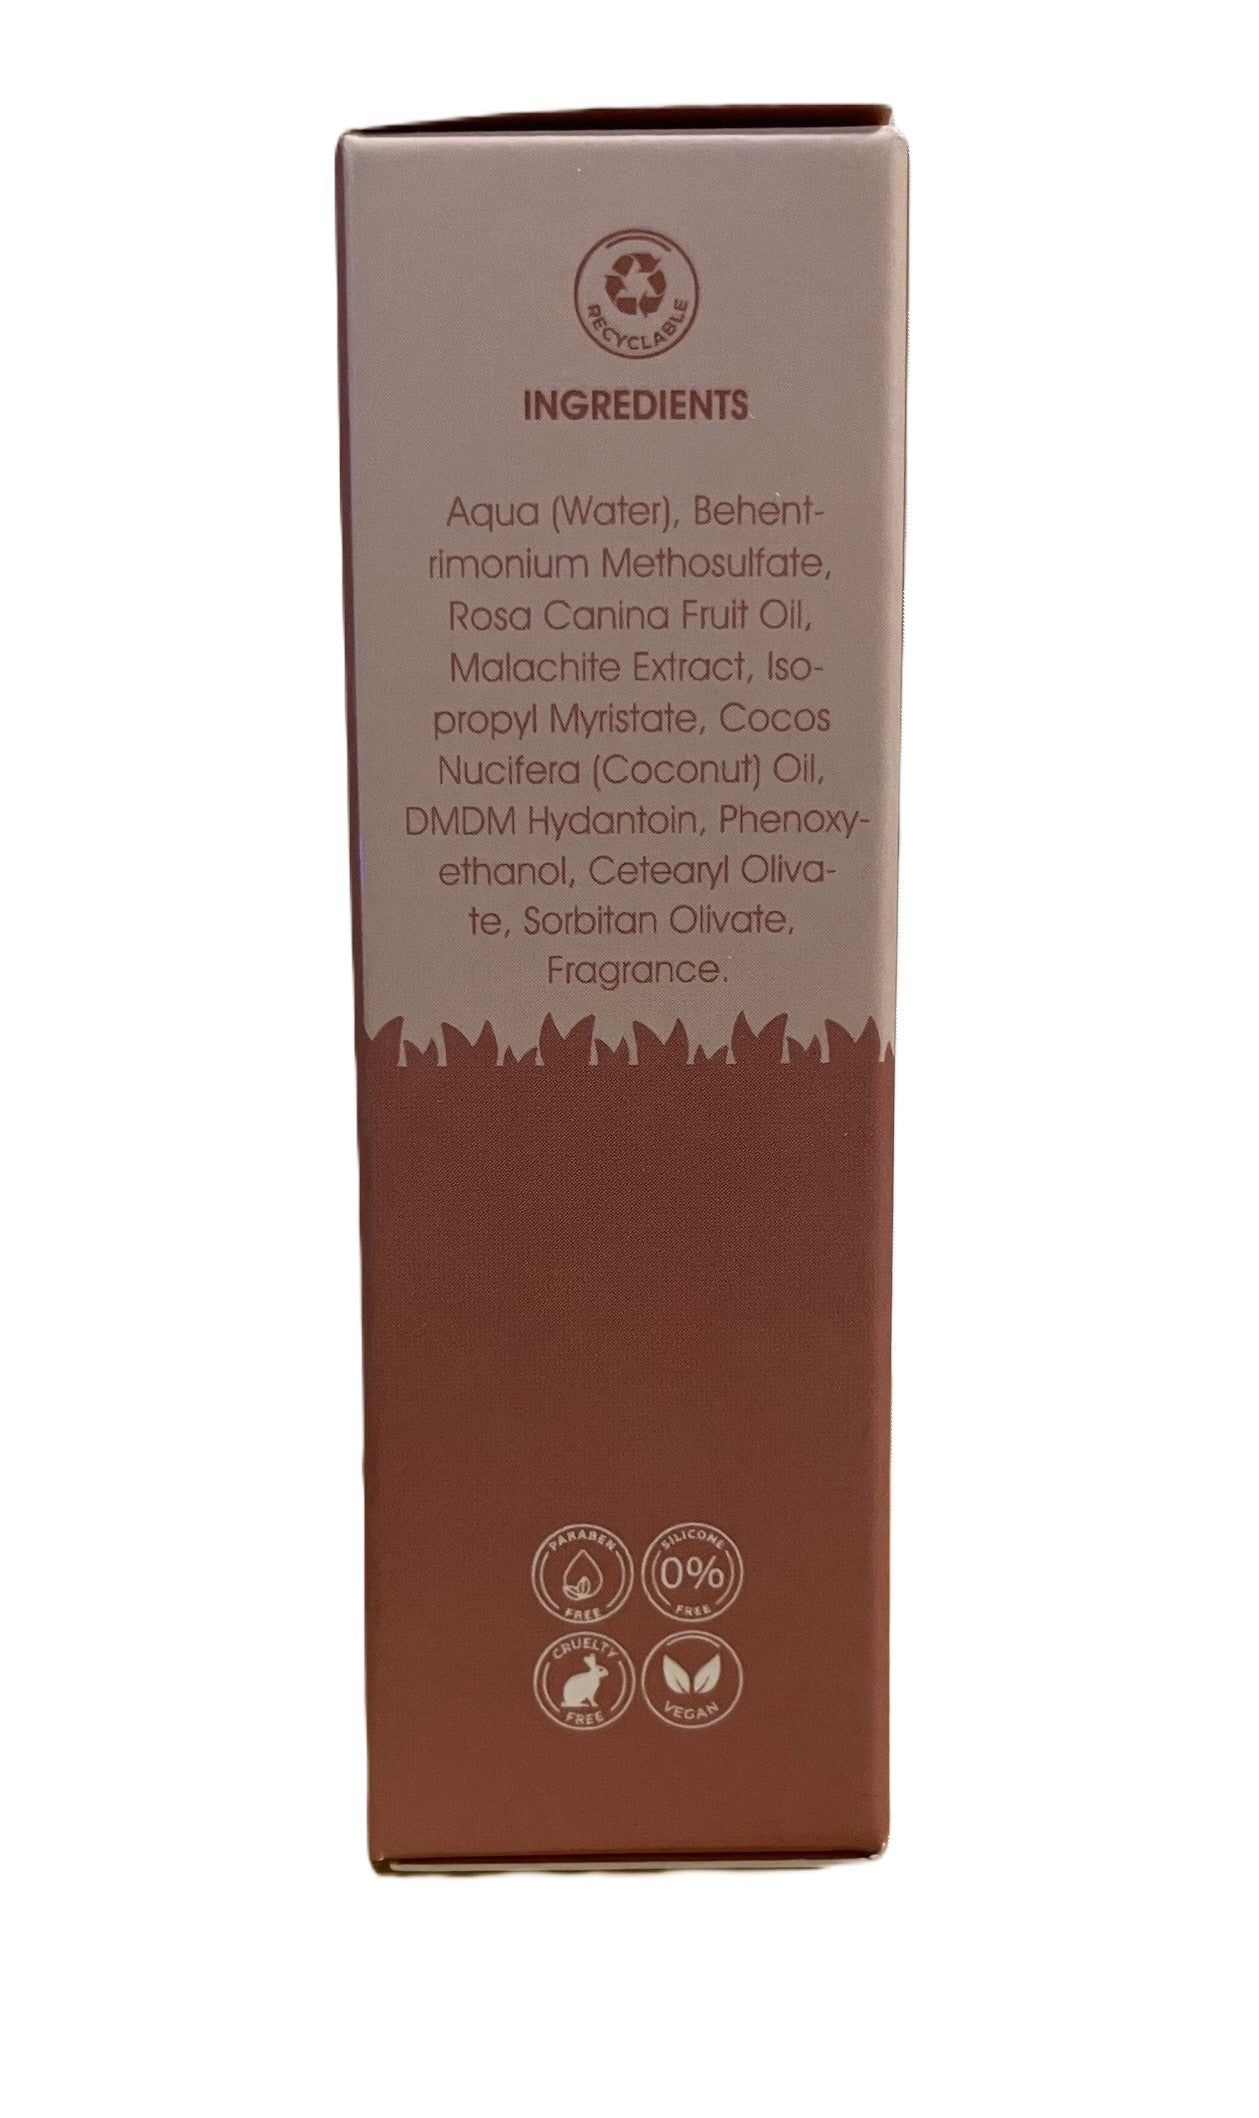 RECYCLABLE
INGREDIENTS
Aqua (Water), Behent-
rimonium Methosulfate,
Rosa Canina Fruit Oil,
Malachite Extract, Iso-
propyl Myristate, Cocos
Nucifera (Coconut) Oil,
DMDM Hydantoin, Phenoxy-
ethanol, Cetearyl Oliva-
te, Sorbitan Olivate,
Fragrance.
PARABEN
FREE
SILICONE
0%
FREE
CRUELTY
FREE
VEGAN